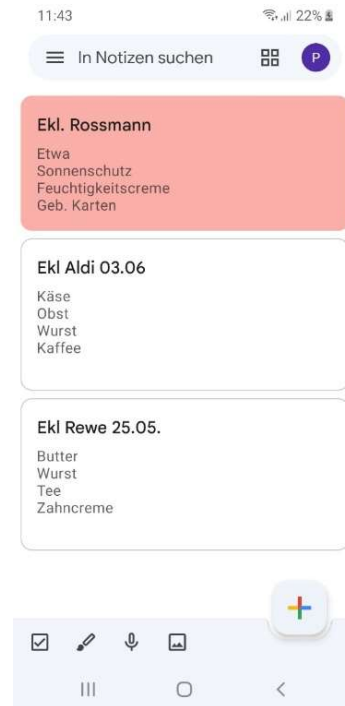 11:43
22%
In Notizen suchen
P
Ekl. Rossmann
Etwa
Sonnenschutz
Feuchtigkeitscreme
Geb. Karten
Ekl Aldi 03.06
Käse
Obst
Wurst
Kaffee
Ekl Rewe 25.05.
Butter
Wurst
Tee
Zahncreme